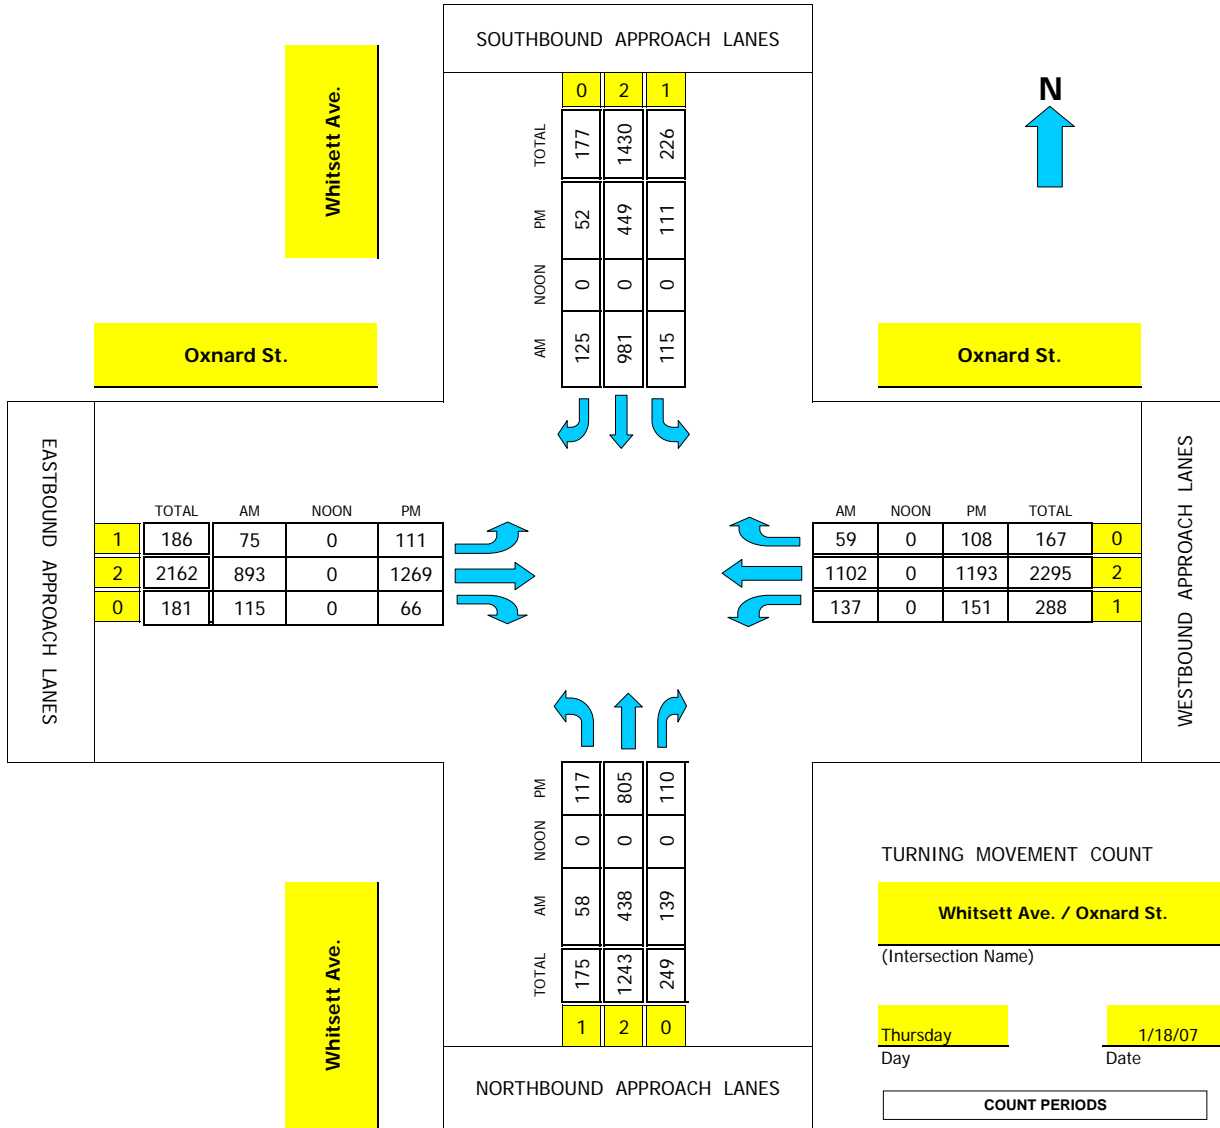 SOUTHBOUND APPROACH LANES
0 2 1
TOTAL 177 1430 226
PM 52 449 111
NOON 0 0 0
AM 125 981 115
N
Whitsett Ave.
Oxnard St.
Oxnard St.
EASTBOUND APPROACH LANES
TOTAL AM NOON PM
1 186 75 0 111
2 2162 893 0 1269
0 181 115 0 66
AM NOON PM TOTAL
59 0 108 167 0
1102 0 1193 2295 2
137 0 151 288 1
WESTBOUND APPROACH LANES
PM 117 805 110
NOON 0 0 0
AM 58 438 139
TOTAL 175 1243 249
1 2 0
NORTHBOUND APPROACH LANES
Whitsett Ave.
TURNING MOVEMENT COUNT
Whitsett Ave. / Oxnard St.
(Intersection Name)
Thursday 1/18/07
Day Date
COUNT PERIODS